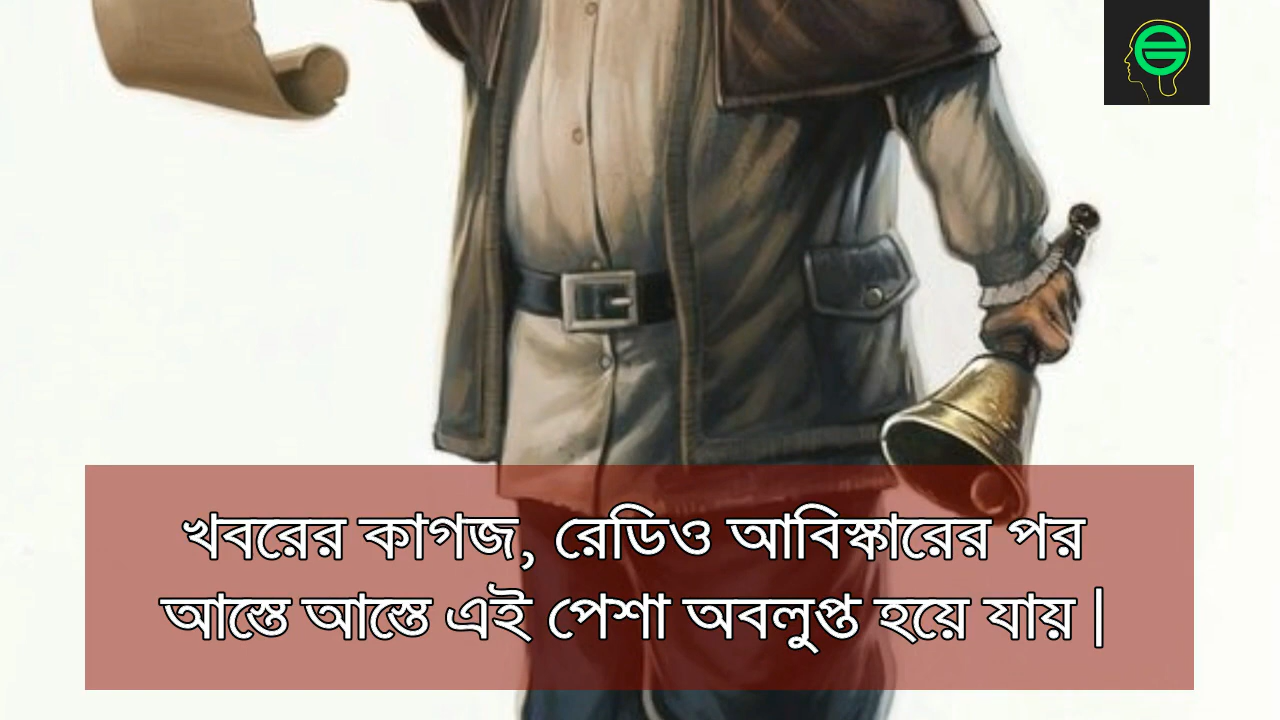 খবরের কাগজ, রেডিও আবিস্কারের পর
আস্তে আস্তে এই পেশা অবলুপ্ত হয়ে যায় |